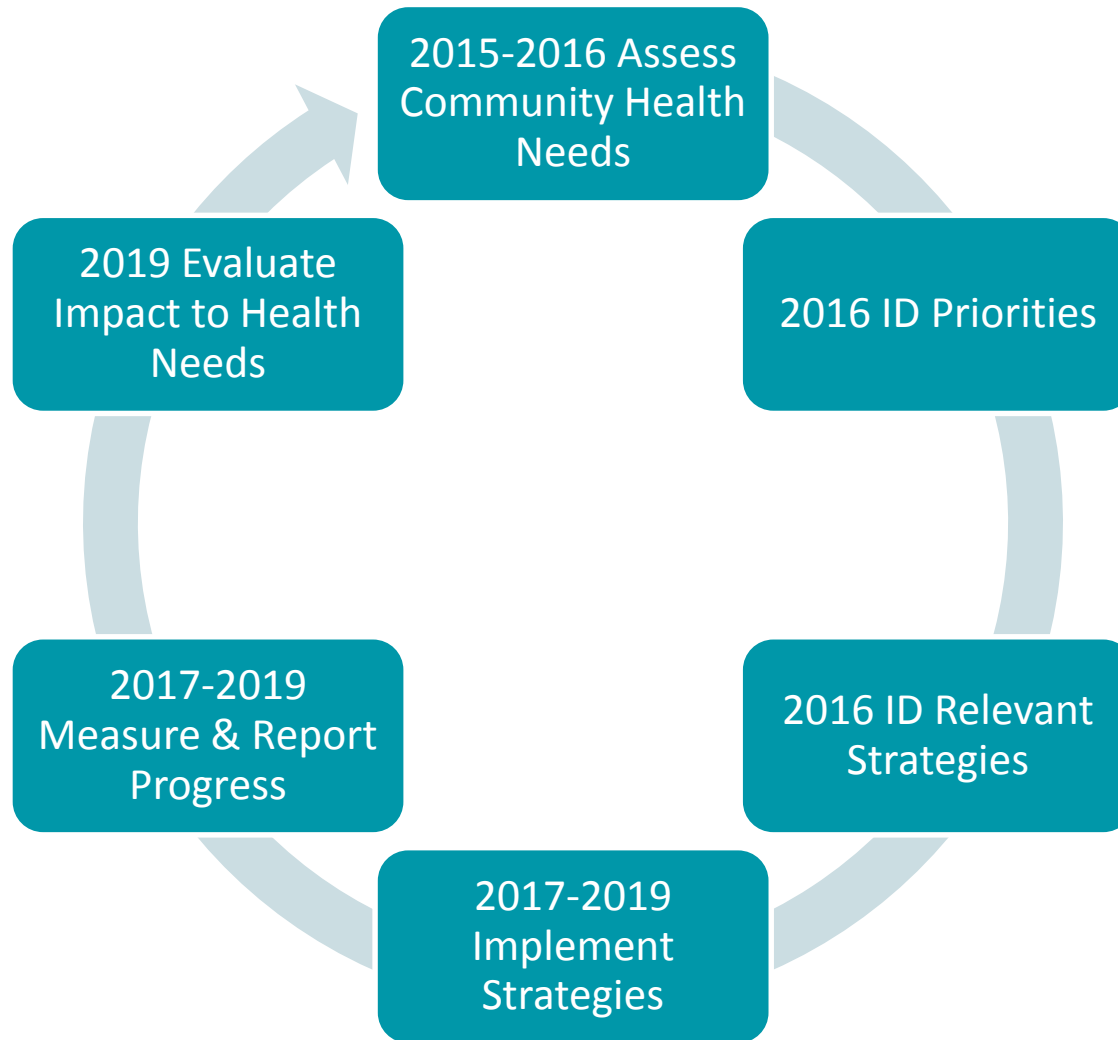 2015-2016 Assess
Community Health
Needs
2016 ID Priorities
2016 ID Relevant
Strategies
2017-2019
Implement
Strategies
2017-2019
Measure & Report
Progress
2019 Evaluate
Impact to Health
Needs